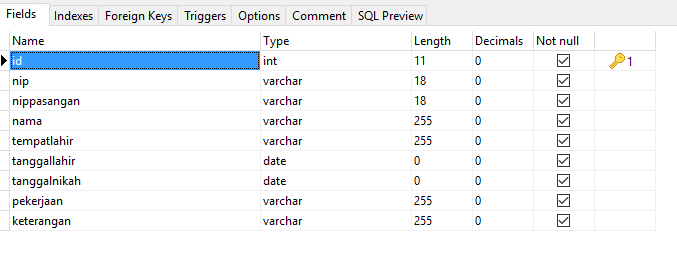 Fields Indexes Foreign Keys Triggers Options Comment SQL Preview
Name Type Length Decimals Not null
id int 11 0 1
nip varchar 18 0
nippasangan varchar 18 0
nama varchar 255 0
tempatlahir varchar 255 0
tanggallahir date 0 0
tanggalnikah date 0 0
pekerjaan varchar 255 0
keterangan varchar 255 0